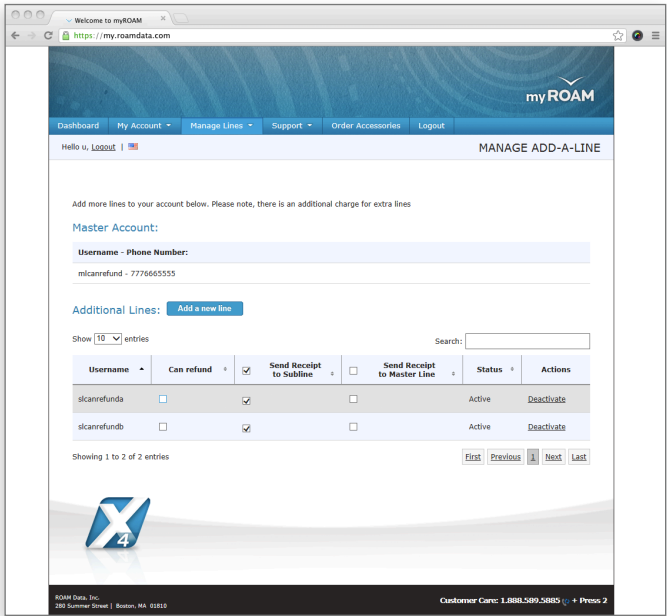 Welcome to myROAM
https://my.roamdata.com
myROAM
Dashboard My Account Manage Lines Support Order Accessories Logout
Hello u, Logout | MANAGE ADD-A-LINE
Add more lines to your account below. Please note, there is an additional charge for extra lines
Master Account:
Username - Phone Number:
mlcanrefund - 7776665555
Additional Lines: Add a new line
Show 10 entries Search:
Username Can refund Send Receipt to Subline Send Receipt to Master Line Status Actions
slcanrefunda Active Deactivate
slcanrefundb Active Deactivate
Showing 1 to 2 of 2 entries First Previous 1 Next Last
X4
ROAM Data, Inc.
280 Summer Street | Boston, MA 01810
Customer Care: 1.888.589.5885 + Press 2